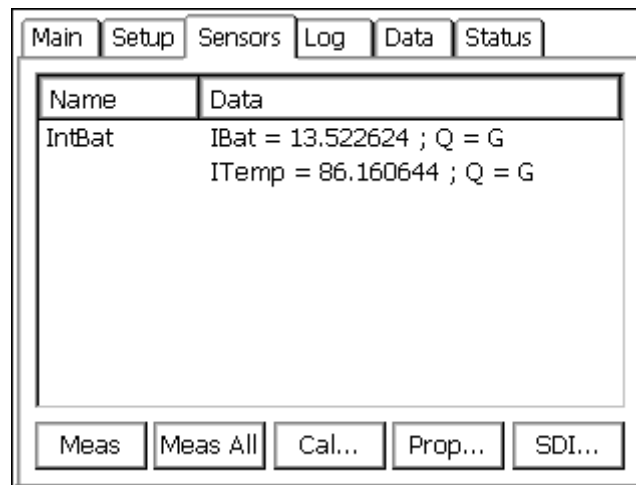 Main Setup Sensors Log Data Status
Name Data
IntBat IBat = 13.522624 ; Q = G
ITemp = 86.160644 ; Q = G
Meas Meas All Cal... Prop... SDI...